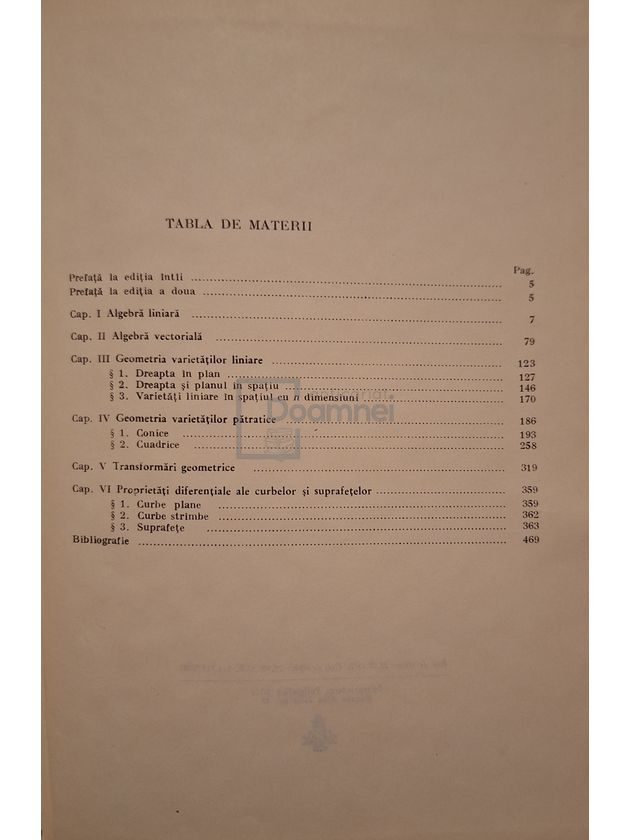 TABLA DE MATERII
Pag.
Prefață la ediția întîi 5
Prefață la ediția a doua 5
Cap. I Algebră liniară 7
Cap. II Algebră vectorială 79
Cap. III Geometria varietăților liniare 123
§ 1. Dreapta în plan 127
§ 2. Dreapta și planul în spațiu 146
§ 3. Varietăți liniare în spațiul cu n dimensiuni 170
Cap. IV Geometria varietăților pătratice 186
§ 1. Conice 193
§ 2. Cuadrice 258
Cap. V Transformări geometrice 319
Cap. VI Proprietăți diferențiale ale curbelor și suprafețelor 359
§ 1. Curbe plane 359
§ 2. Curbe strîmbe 362
§ 3. Suprafețe 363
Bibliografie 469
Doamnei